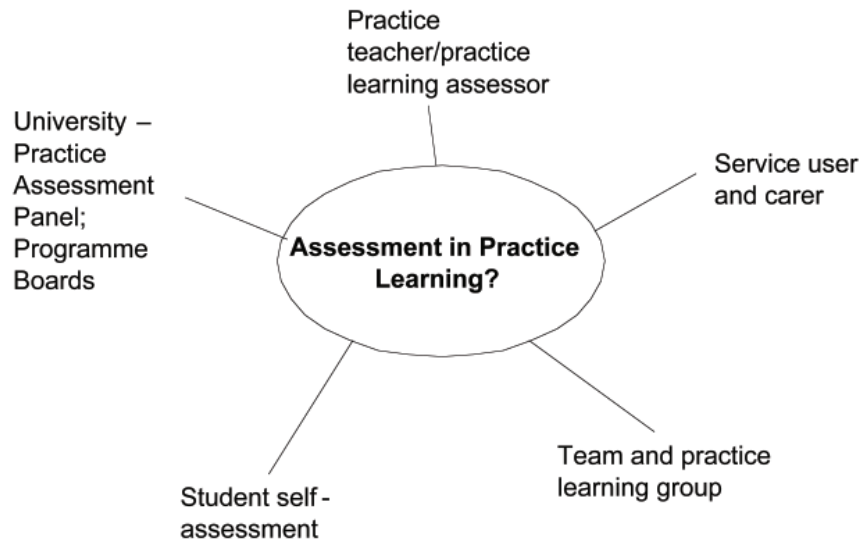 Practice
teacher/practice
learning assessor
University –
Practice
Assessment
Panel;
Programme
Boards
Service user
and carer
Assessment in Practice
Learning?
Team and practice
learning group
Student self-
assessment